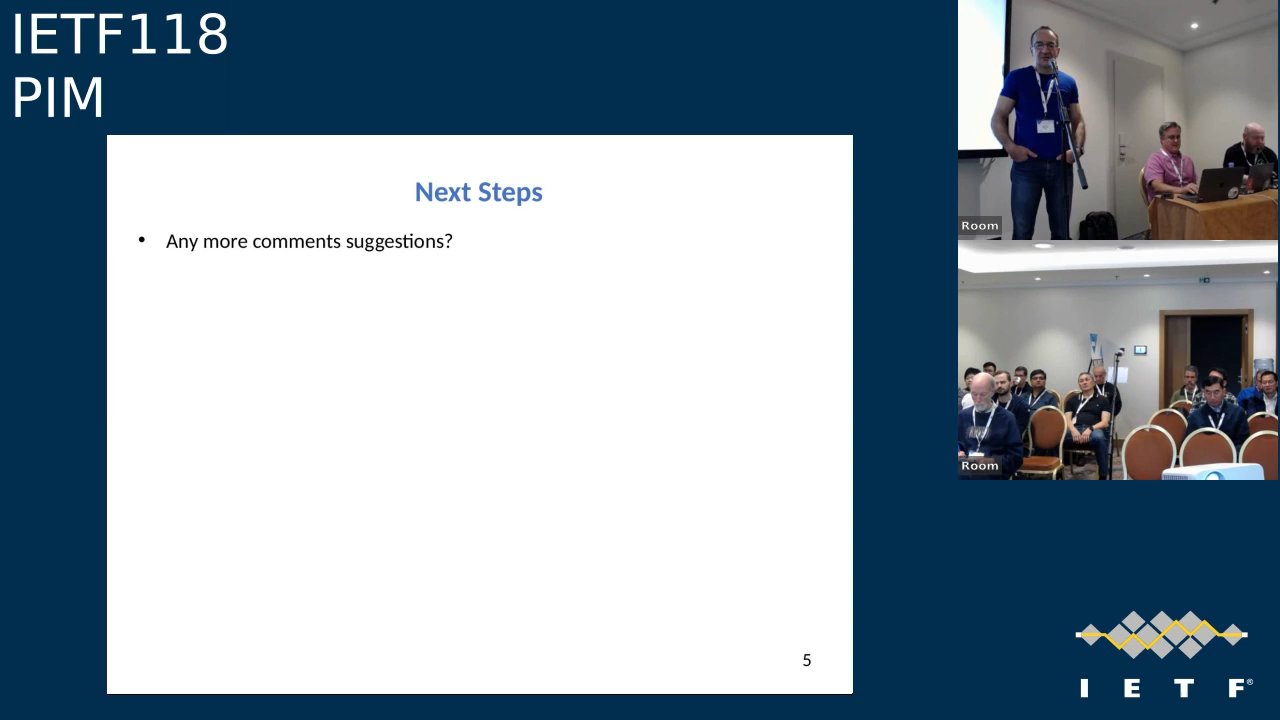 IETF118
PIM
Next Steps
• Any more comments suggestions?
5
Room
Room
I E T F®